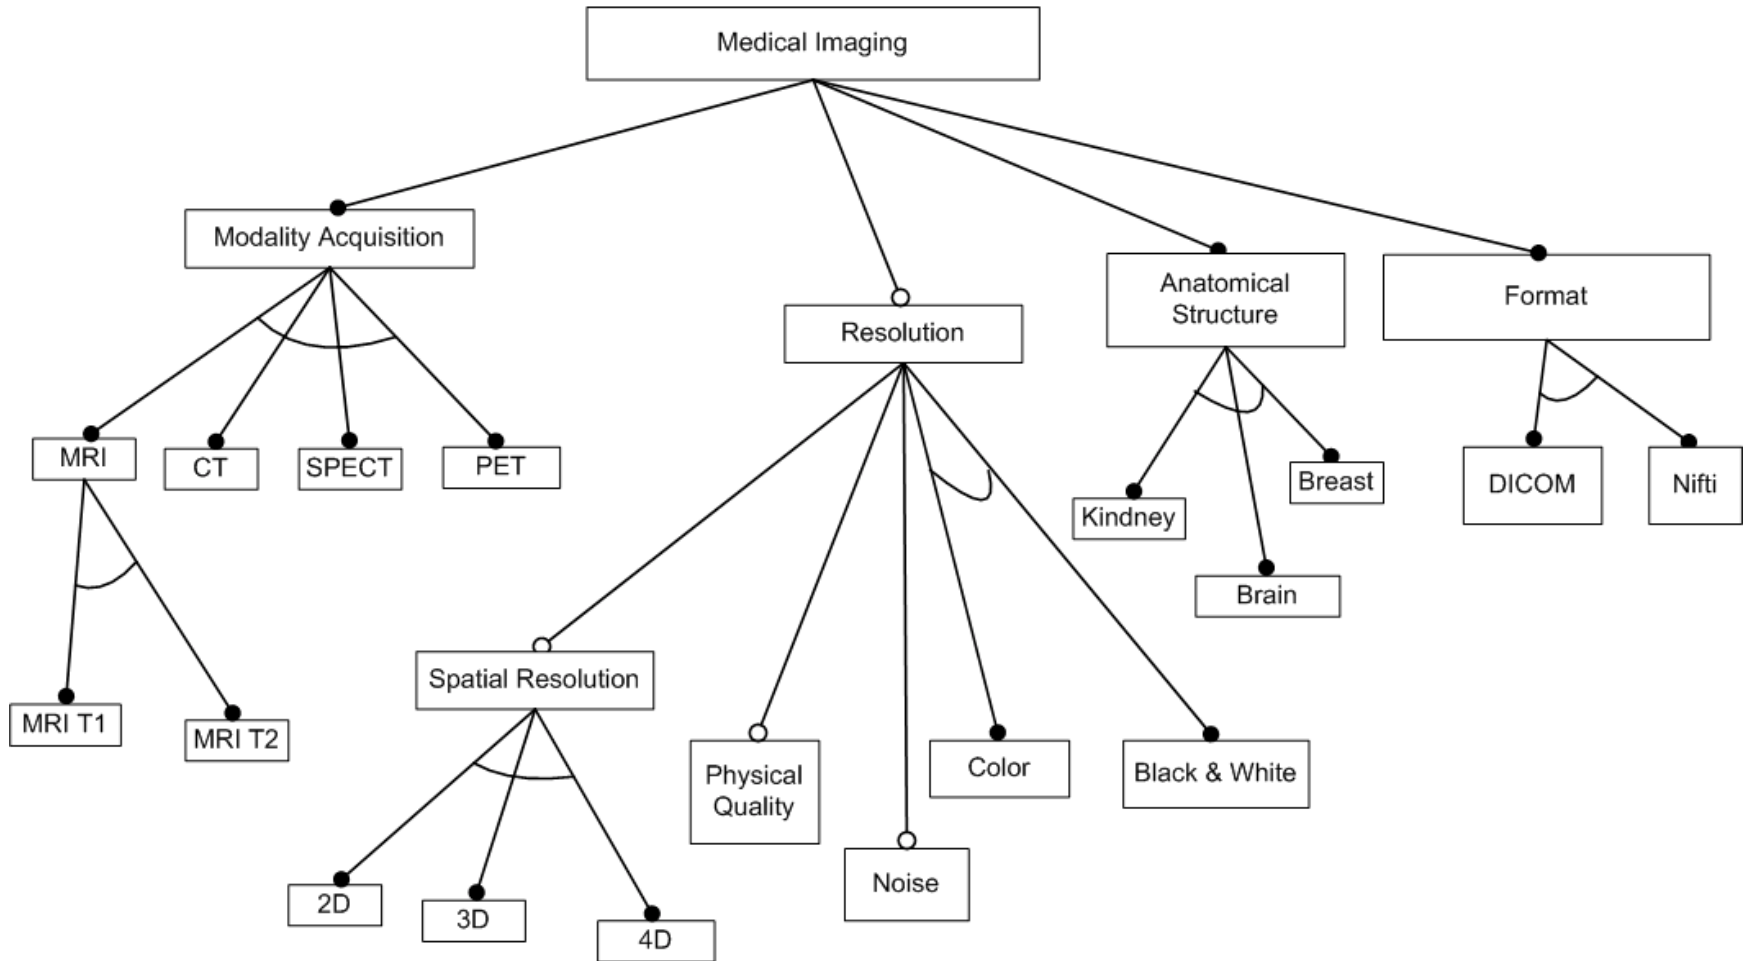 Medical Imaging
Modality Acquisition
Resolution
Anatomical
Structure
Format
MRI
CT
SPECT
PET
Kindney
Breast
Brain
DICOM
Nifti
MRI T1
MRI T2
Spatial Resolution
Physical
Quality
Color
Black & White
Noise
2D
3D
4D